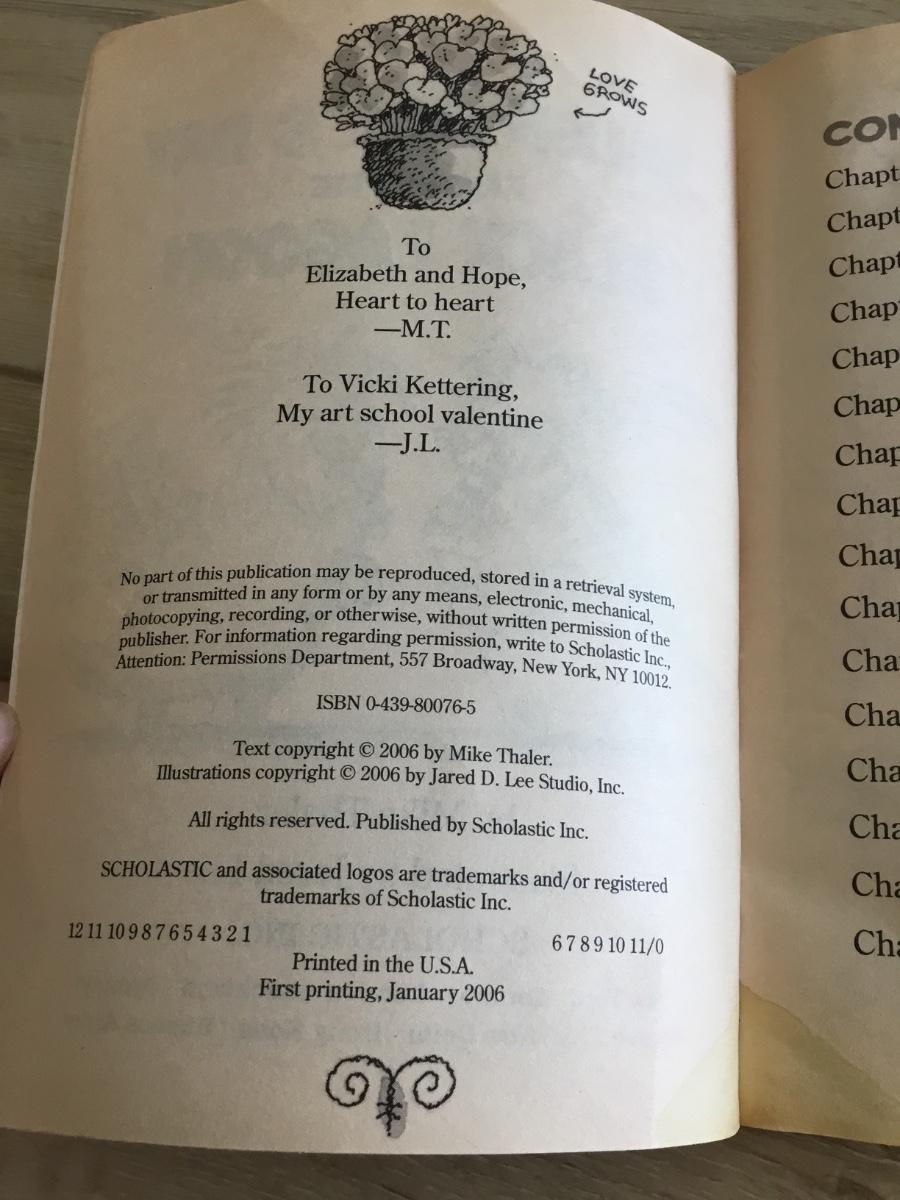 LOVE
GROWS
To
Elizabeth and Hope,
Heart to heart
—M.T.
To Vicki Kettering,
My art school valentine
—J.L.
No part of this publication may be reproduced, stored in a retrieval system,
or transmitted in any form or by any means, electronic, mechanical,
photocopying, recording, or otherwise, without written permission of the
publisher. For information regarding permission, write to Scholastic Inc.,
Attention: Permissions Department, 557 Broadway, New York, NY 10012.
ISBN 0-439-80076-5
Text copyright © 2006 by Mike Thaler.
Illustrations copyright © 2006 by Jared D. Lee Studio, Inc.
All rights reserved. Published by Scholastic Inc.
SCHOLASTIC and associated logos are trademarks and/or registered
trademarks of Scholastic Inc.
12 11 10 9 8 7 6 5 4 3 2 1 6 7 8 9 10 11/0
Printed in the U.S.A.
First printing, January 2006
CON
Chapt
Chapt
Chapt
Chap
Chap
Chap
Chap
Chap
Chap
Chap
Cha
Cha
Cha
Cha
Cha
Cha